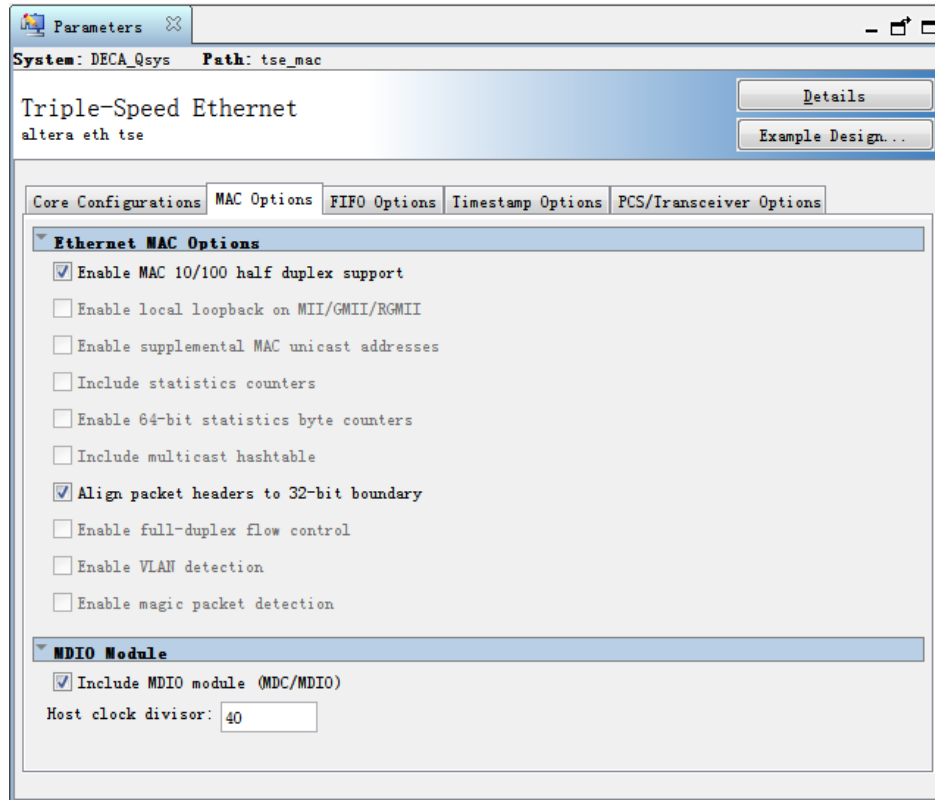 Parameters
System: DECA_Qsys Path: tse_mac
Triple-Speed Ethernet
altera eth tse
Details
Example Design...
Core Configurations MAC Options FIFO Options Timestamp Options PCS/Transceiver Options
Ethernet MAC Options
Enable MAC 10/100 half duplex support
Enable local loopback on MII/GMII/RGMII
Enable supplemental MAC unicast addresses
Include statistics counters
Enable 64-bit statistics byte counters
Include multicast hashtable
Align packet headers to 32-bit boundary
Enable full-duplex flow control
Enable VLAN detection
Enable magic packet detection
MDIO Module
Include MDIO module (MDC/MDIO)
Host clock divisor: 40